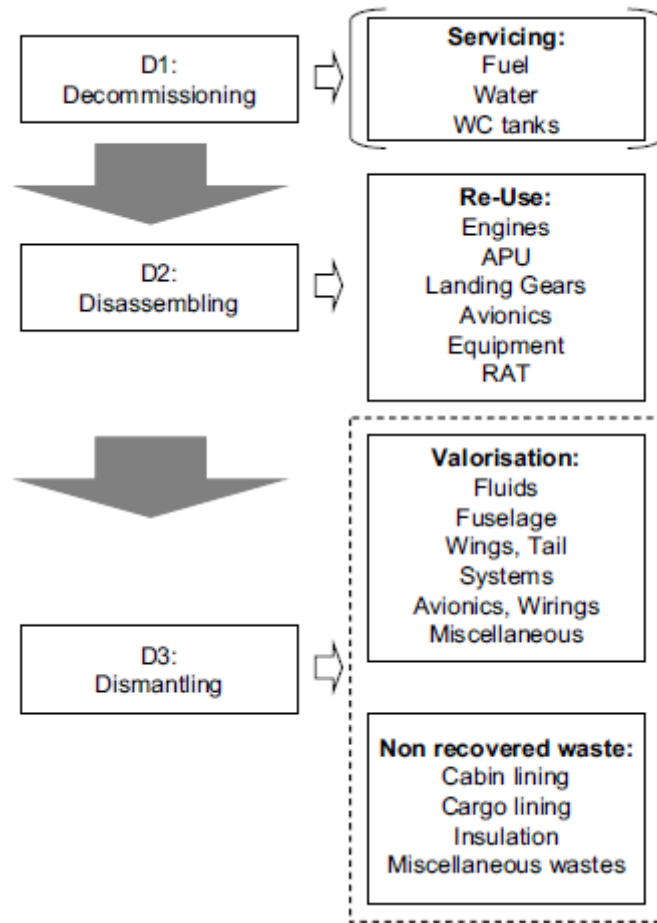 D1:
Decommissioning
Servicing:
Fuel
Water
WC tanks
D2:
Disassembling
Re-Use:
Engines
APU
Landing Gears
Avionics
Equipment
RAT
D3:
Dismantling
Valorisation:
Fluids
Fuselage
Wings, Tail
Systems
Avionics, Wirings
Miscellaneous
Non recovered waste:
Cabin lining
Cargo lining
Insulation
Miscellaneous wastes